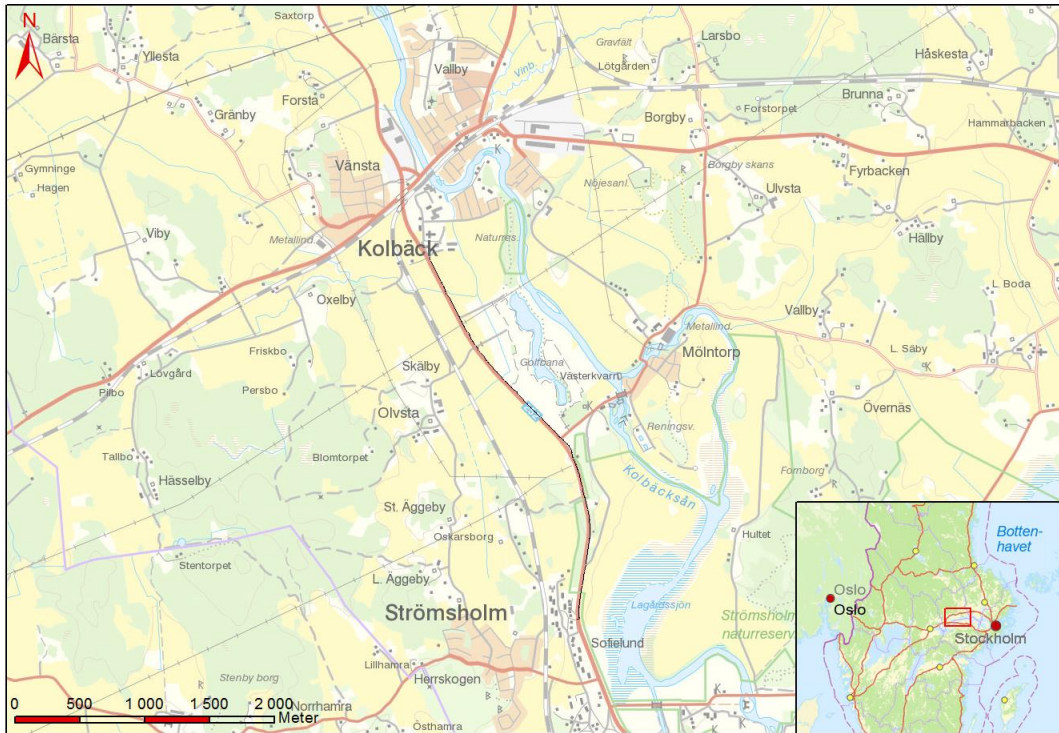 N
Bärsta
Yllesta
Saxtorp
Vallby
Vinb.
Gravfält
Lötgården
Larsbo
Håskesta
Forsta
Gränby
Borgby
Forstorpet
Brunna
Hammarbacken
Gymninge
Hagen
Vånsta
K
Nöjesanl.
Borgby skans
R
Ulvsta
Fyrbacken
Viby
Metallind.
Kolbäck
Naturres.
Hällby
Oxelby
L. Boda
Vallby
Metallind.
Friskbo
Mölntorp
L. Säby
K
Lövgård
Pilbo
Persbo
Skälby
Golfbana
Västerkvarn
Olvsta
K
Övernäs
Reningsv.
Tallbo
Blomtorpet
Kolbäcksån
Fornborg
Hässelby
St. Äggeby
Oskarsborg
Hultet
Botten-
havet
Stentorpet
L. Äggeby
Lagårdssjön
Strömsholm
Strömsholm
naturreserv
Sofielund
Oslo
Oslo
Stockholm
Lillhamra
Stenby borg
Herrskogen
K
R
Norrhamra
Östhamra
K
0 500 1 000 1 500 2 000
Meter